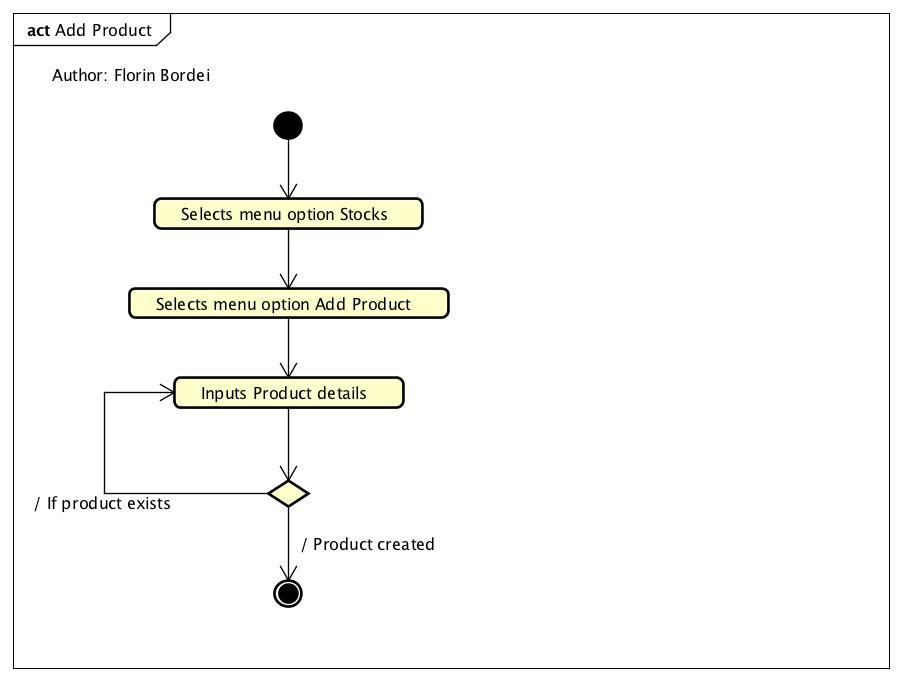 act Add Product
Author: Florin Bordei
Selects menu option Stocks
Selects menu option Add Product
Inputs Product details
/ If product exists
/ Product created